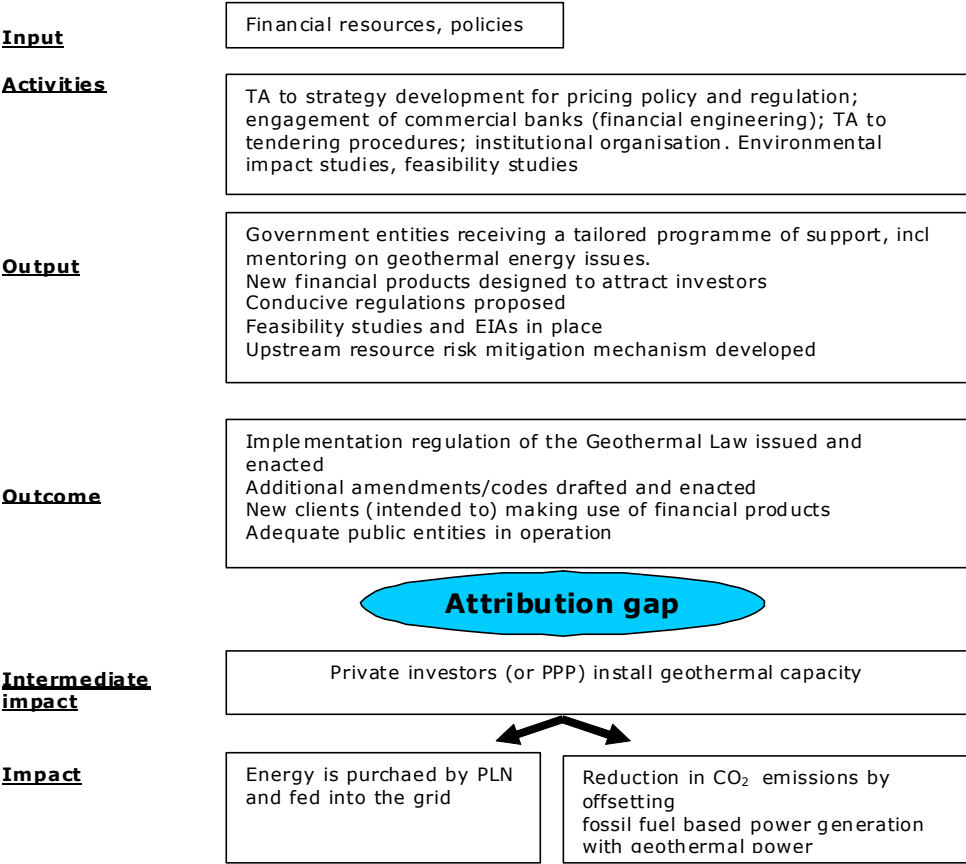 Input
Financial resources, policies
Activities
TA to strategy development for pricing policy and regulation;
engagement of commercial banks (financial engineering); TA to
tendering procedures; institutional organisation. Environmental
impact studies, feasibility studies
Output
Government entities receiving a tailored programme of support, incl
mentoring on geothermal energy issues.
New financial products designed to attract investors
Conducive regulations proposed
Feasibility studies and EIAs in place
Upstream resource risk mitigation mechanism developed
Outcome
Implementation regulation of the Geothermal Law issued and
enacted
Additional amendments/codes drafted and enacted
New clients (intended to) making use of financial products
Adequate public entities in operation
Attribution gap
Intermediate
impact
Private investors (or PPP) install geothermal capacity
Impact
Energy is purchaed by PLN
and fed into the grid
Reduction in CO₂ emissions by
offsetting
fossil fuel based power generation
with geothermal power